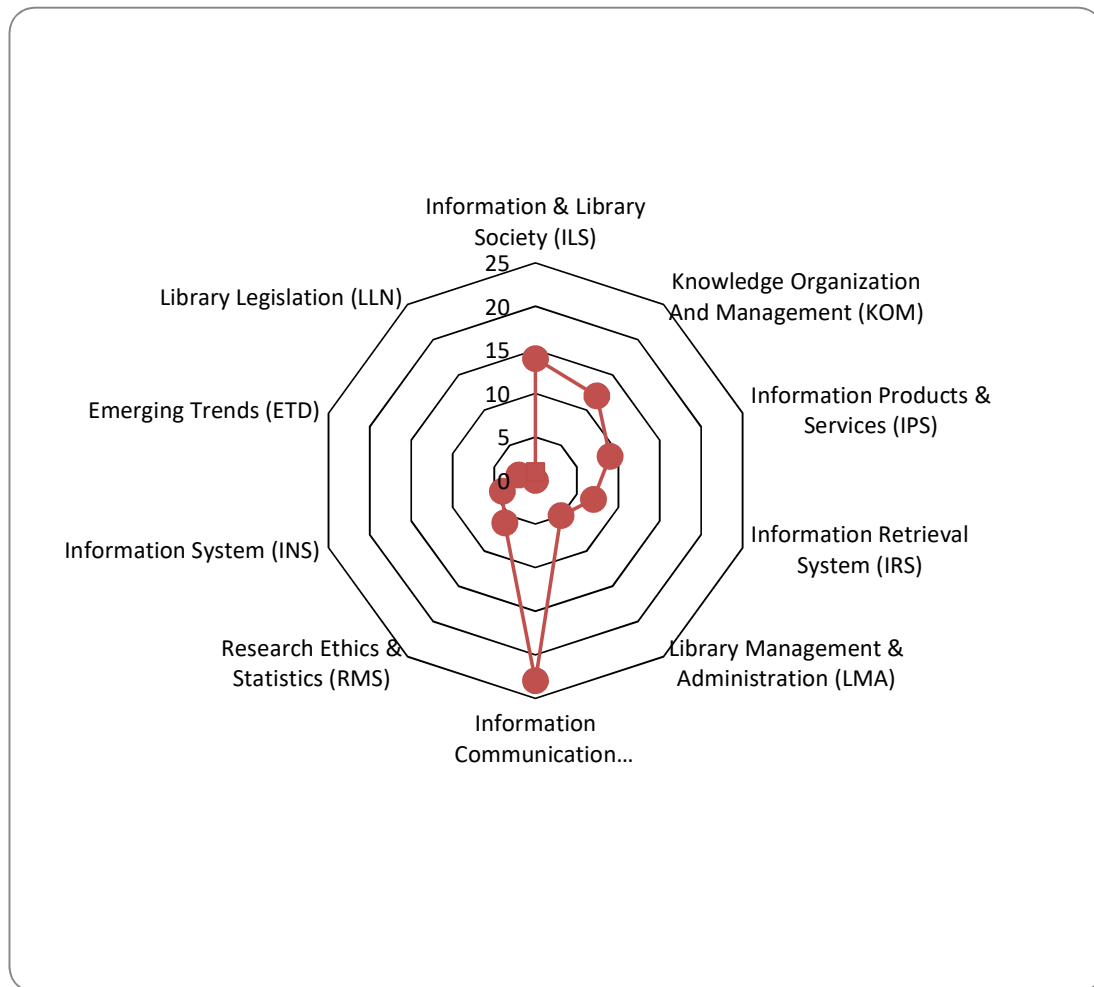 Information & Library
Society (ILS)
Knowledge Organization
And Management (KOM)
Information Products &
Services (IPS)
Information Retrieval
System (IRS)
Library Management &
Administration (LMA)
Information
Communication…
Research Ethics &
Statistics (RMS)
Information System (INS)
Emerging Trends (ETD)
Library Legislation (LLN)
25
20
15
10
5
0